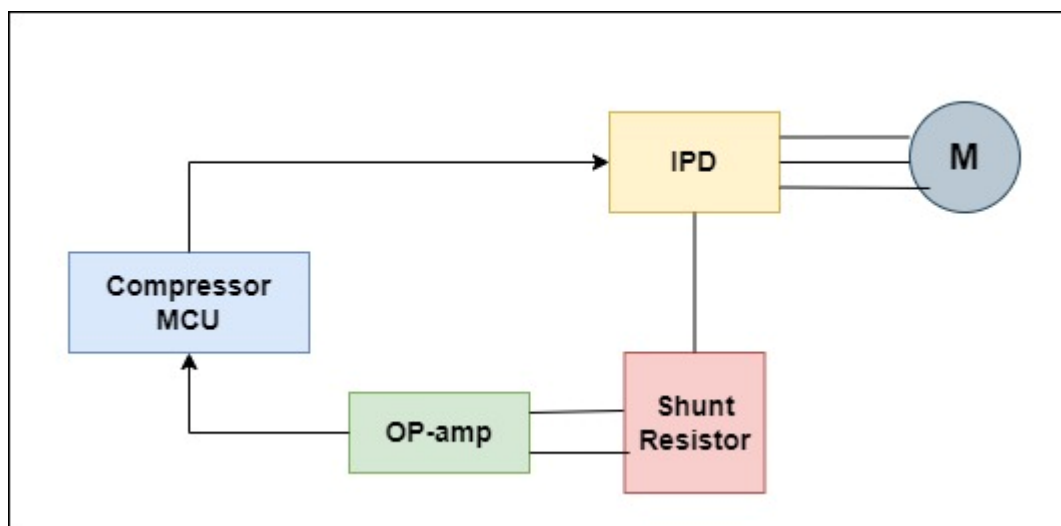 IPD
M
Compressor
MCU
OP-amp
Shunt
Resistor